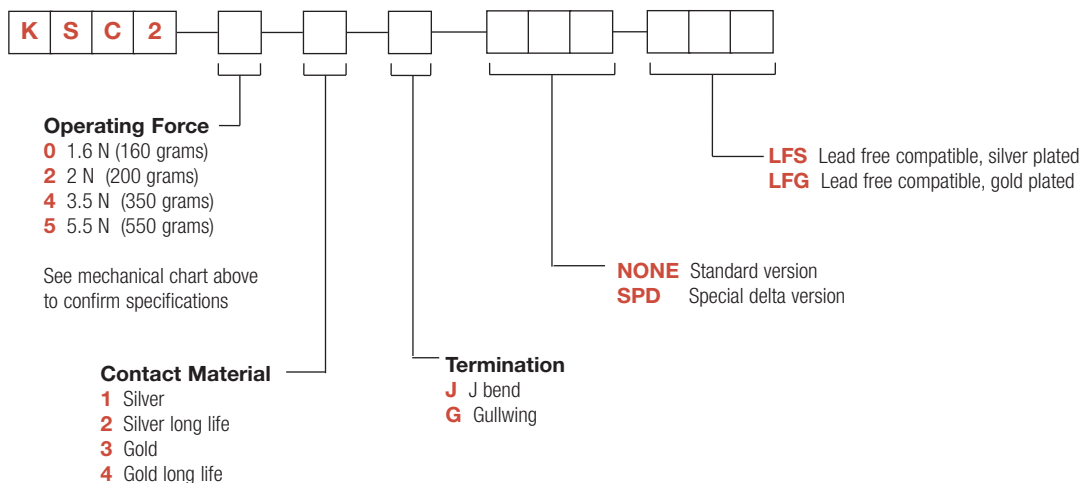 K S C 2
Operating Force
0 1.6 N (160 grams)
2 2 N (200 grams)
4 3.5 N (350 grams)
5 5.5 N (550 grams)
See mechanical chart above
to confirm specifications
LFS Lead free compatible, silver plated
LFG Lead free compatible, gold plated
NONE Standard version
SPD Special delta version
Contact Material
1 Silver
2 Silver long life
3 Gold
4 Gold long life
Termination
J J bend
G Gullwing